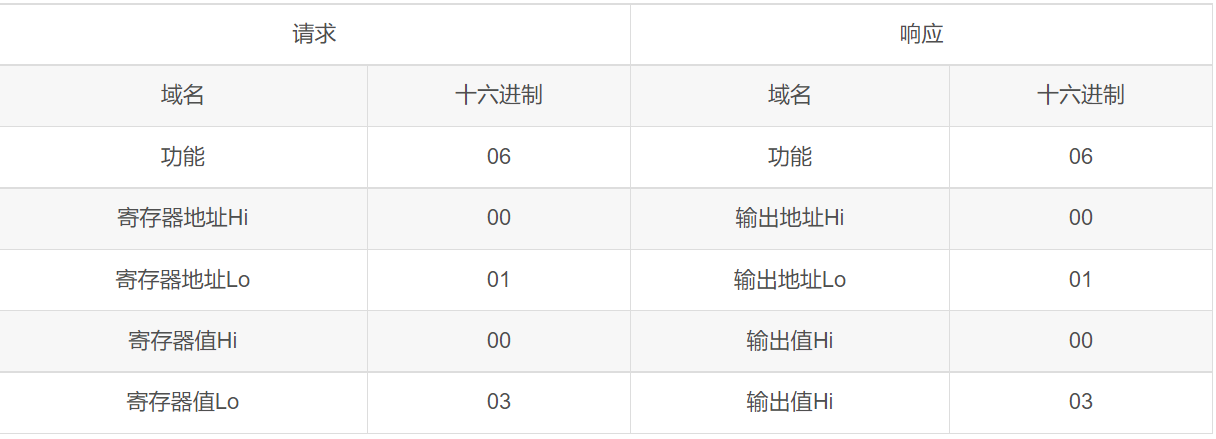 请求 响应
域名 十六进制 域名 十六进制
功能 06 功能 06
寄存器地址Hi 00 输出地址Hi 00
寄存器地址Lo 01 输出地址Lo 01
寄存器值Hi 00 输出值Hi 00
寄存器值Lo 03 输出值Hi 03